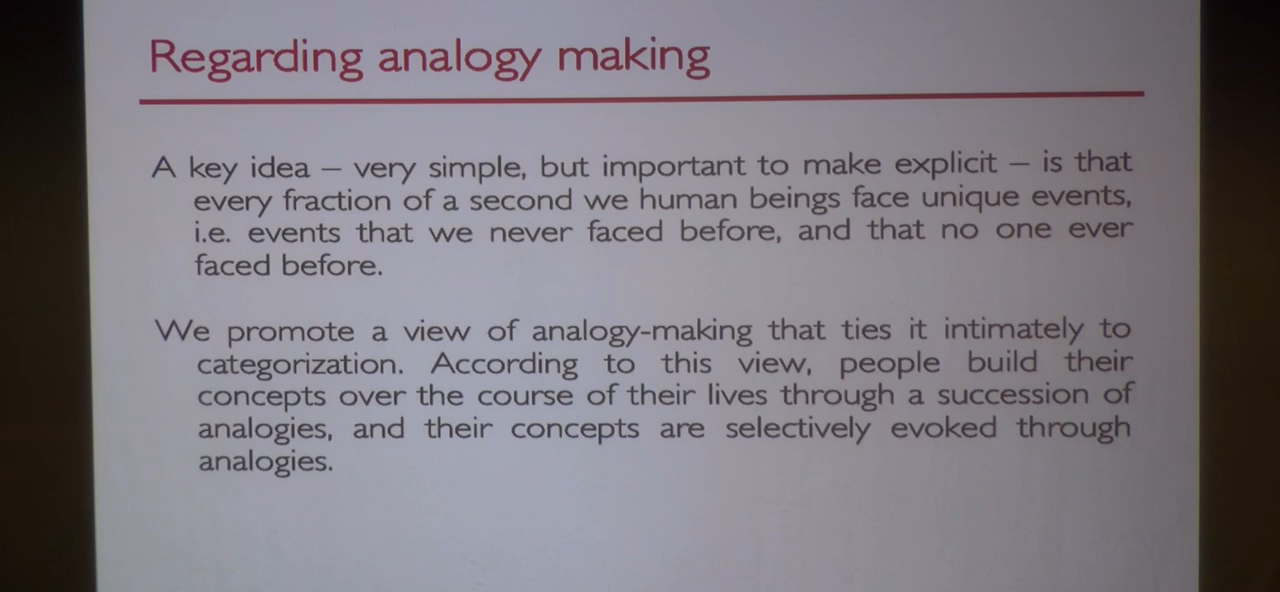 Regarding analogy making
A key idea – very simple, but important to make explicit – is that
every fraction of a second we human beings face unique events,
i.e. events that we never faced before, and that no one ever
faced before.
We promote a view of analogy-making that ties it intimately to
categorization. According to this view, people build their
concepts over the course of their lives through a succession of
analogies, and their concepts are selectively evoked through
analogies.